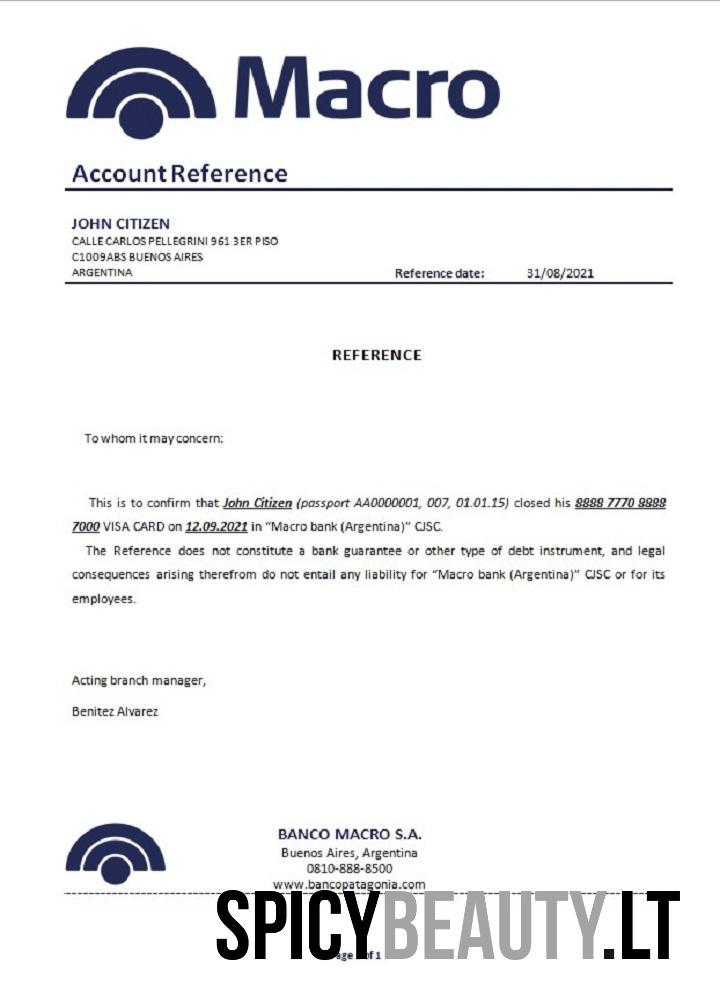 Macro
Account Reference
JOHN CITIZEN
CALLE CARLOS PELLEGRINI 961 3ER PISO
C1009ABS BUENOS AIRES
ARGENTINA
Reference date: 31/08/2021
REFERENCE
To whom it may concern:
This is to confirm that John Citizen (passport AA0000001, 007, 01.01.15) closed his 8888 7770 8888
7000 VISA CARD on 12.09.2021 in "Macro bank (Argentina)" CJSC.
The Reference does not constitute a bank guarantee or other type of debt instrument, and legal
consequences arising therefrom do not entail any liability for "Macro bank (Argentina)" CJSC or for its
employees.
Acting branch manager,
Benitez Alvarez
BANCO MACRO S.A.
Buenos Aires, Argentina
0810-888-8500
www.bancopatagonia.com
SPICYBEAUTY.LT
of 1